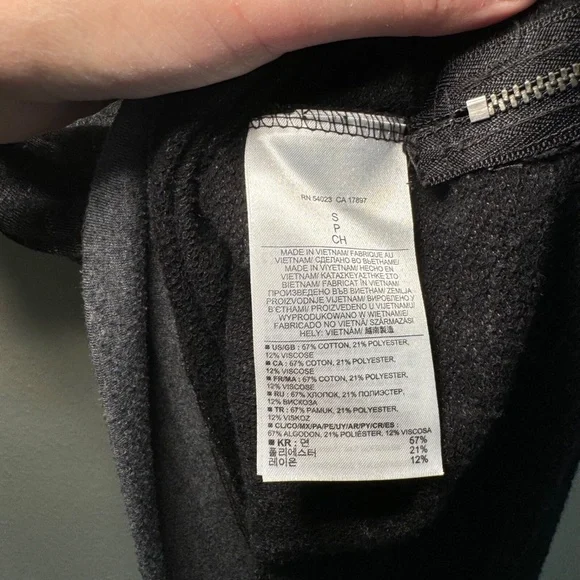 RN 54023 CA 17897
S
P
CH
MADE IN VIETNAM/ FABRIQUE AU
VIETNAM/ СДЕЛАНО ВО ВЬЕТНАМЕ/
MADE IN VİYETNAM/ HECHO EN
VIETNAM/ ΚΑΤΑΣΚΕΥΑΣΤΗΚΕ ΣΤΟ
ΒΙΕΤΝΑΜ/ FABRICAT ÎN VIETNAM/
ПРОИЗВЕДЕНО ВЪВ ВИЕТНАМ/ ZEMLJA
PROIZVODNJE VIJETNAM/ ВИРОБЛЕНО У
В'ЄТНАМІ/ PROIZVEDENO U VIJETNAMU/
WYPRODUKOWANO W WIETNAMIE/
FABRICADO NO VIETNÃ/ SZÁRMAZÁSI
HELY: VIETNAM/ 越南製造
■ US/GB : 67% COTTON, 21% POLYESTER,
12% VISCOSE
■ CA : 67% COTON, 21% POLYESTER,
12% VISCOSE
■ FR/MA : 67% COTON, 21% POLYESTER,
12% VISCOSE
■ RU : 67% ХЛОПОК, 21% ПОЛИЭСТЕР,
12% ВИСКОЗА
■ TR : 67% PAMUK, 21% POLYESTER,
12% VİSKOZ
■ CL/CO/MX/PA/PE/UY/AR/PY/CR/ES :
67% ALGODÓN, 21% POLIÉSTER, 12% VISCOSA
■ KR : 면 67%
폴리에스터 21%
레이온 12%